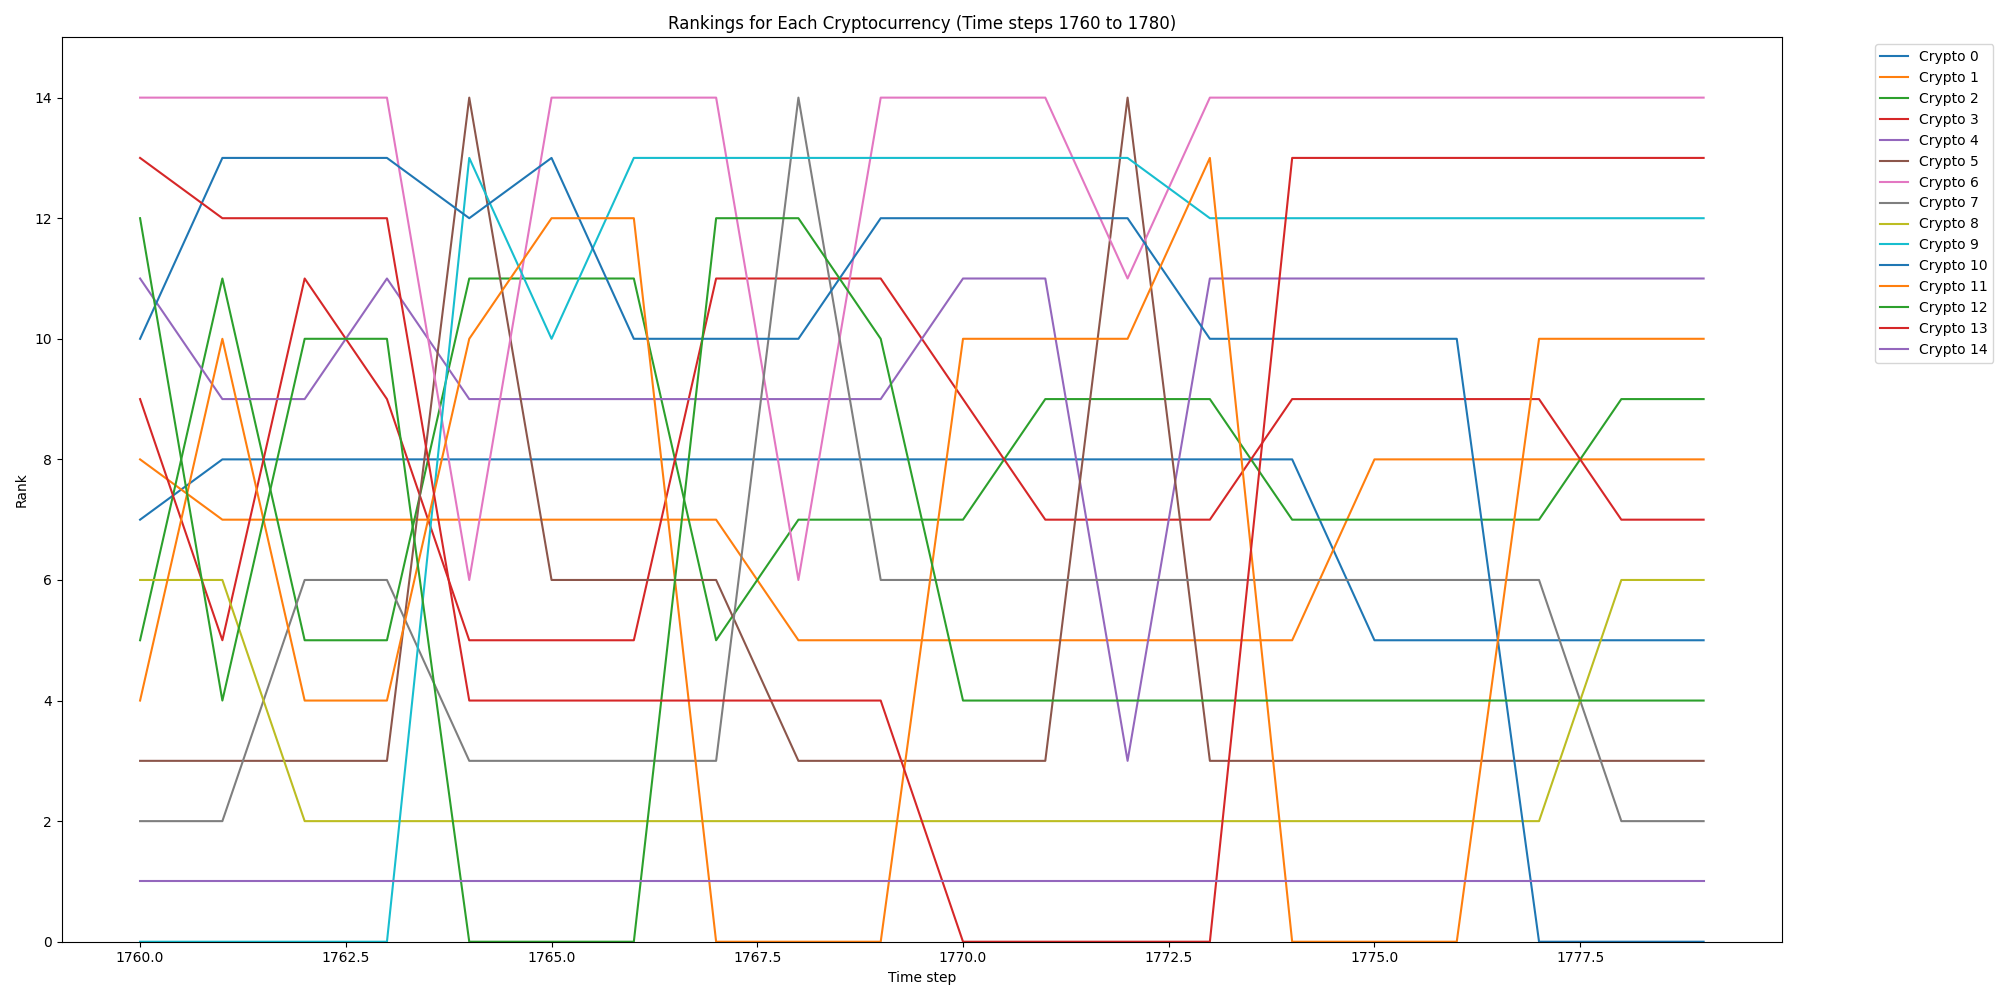 Rankings for Each Cryptocurrency (Time steps 1760 to 1780)
Rank
14
12
10
8
6
4
2
0
1760.0
1762.5
1765.0
1767.5
1770.0
1772.5
1775.0
1777.5
Time step
Crypto 0
Crypto 1
Crypto 2
Crypto 3
Crypto 4
Crypto 5
Crypto 6
Crypto 7
Crypto 8
Crypto 9
Crypto 10
Crypto 11
Crypto 12
Crypto 13
Crypto 14